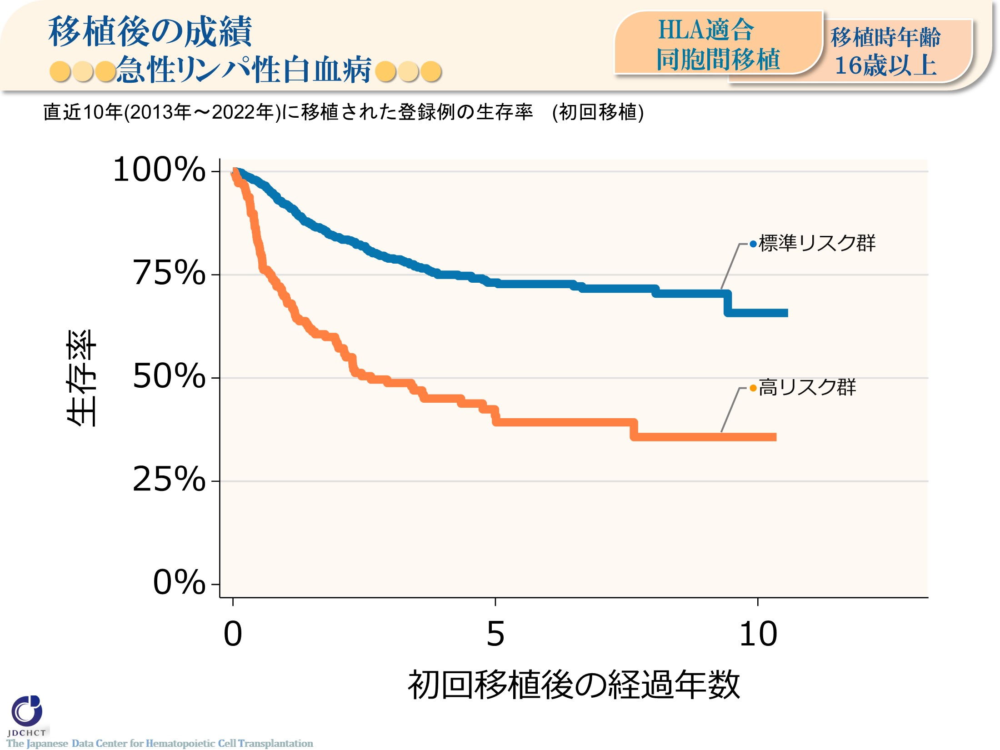 移植後の成績
急性リンパ性白血病
HLA適合
同胞間移植
移植時年齢
16歳以上
直近10年(2013年～2022年)に移植された登録例の生存率　(初回移植)
100%
75%
50%
25%
0%
生存率
標準リスク群
高リスク群
0
5
10
初回移植後の経過年数
JDCHCT
The Japanese Data Center for Hematopoietic Cell Transplantation